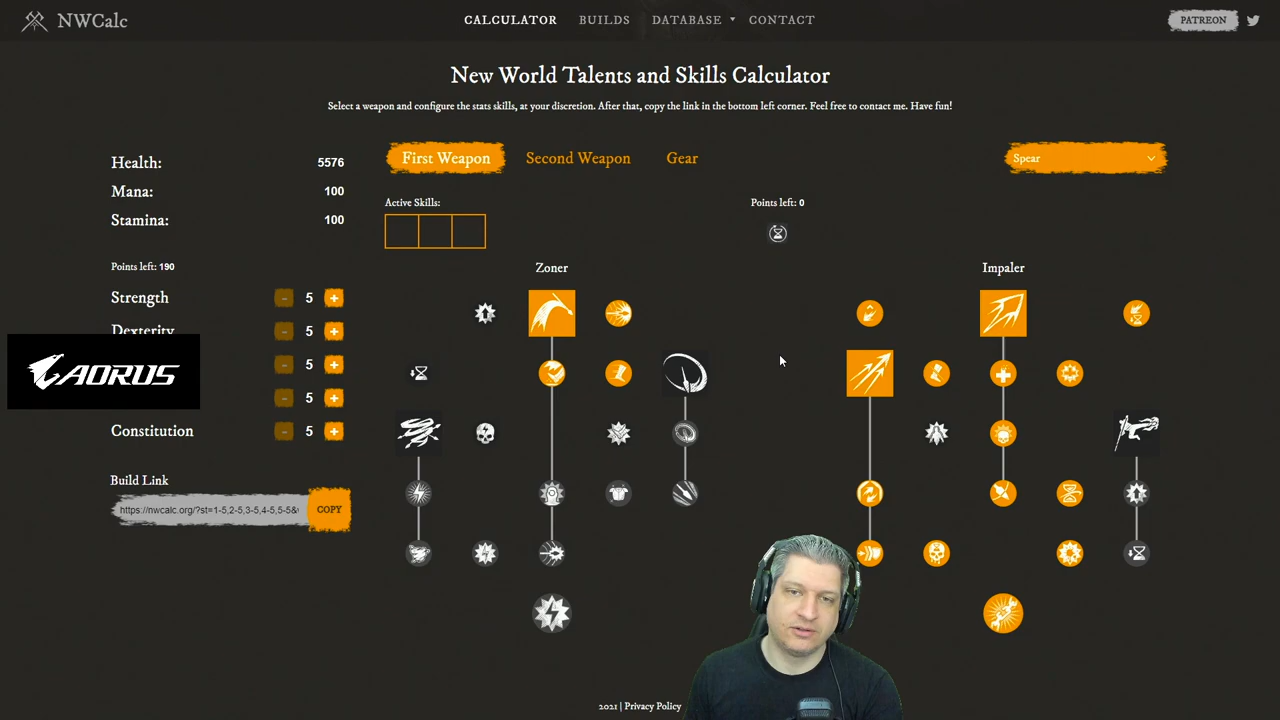 NWCalc
CALCULATOR
BUILDS
DATABASE
CONTACT
PATREON
New World Talents and Skills Calculator
Select a weapon and configure the stats skills, at your discretion. After that, copy the link in the bottom left corner. Feel free to contact me. Have fun!
Health: 5576
Mana: 100
Stamina: 100
First Weapon
Second Weapon
Gear
Spear
Active Skills:
Points left: 0
Points left: 190
Zoner
Impaler
Strength - 5 +
Dexterity - 5 +
AORUS
- 5 +
- 5 +
Constitution - 5 +
Build Link
https://nwcalc.org/?st=1-5,2-5,3-5,4-5,5-5&
COPY
2021 | Privacy Policy